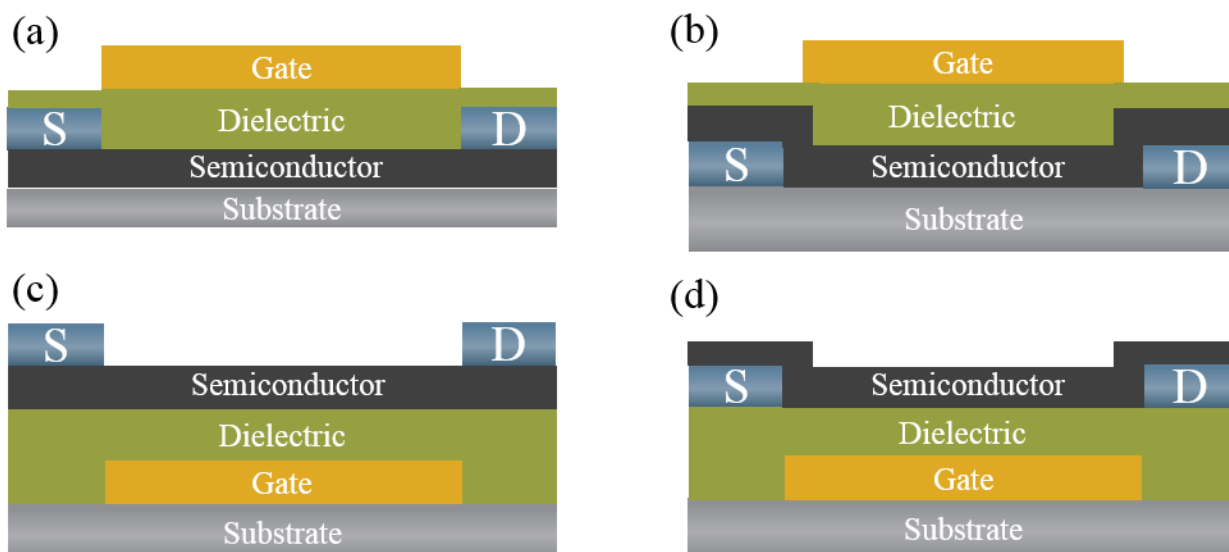 (a)
Gate
S
Dielectric
D
Semiconductor
Substrate
(b)
Gate
Dielectric
S
Semiconductor
D
Substrate
(c)
S
D
Semiconductor
Dielectric
Gate
Substrate
(d)
S
Semiconductor
D
Dielectric
Gate
Substrate